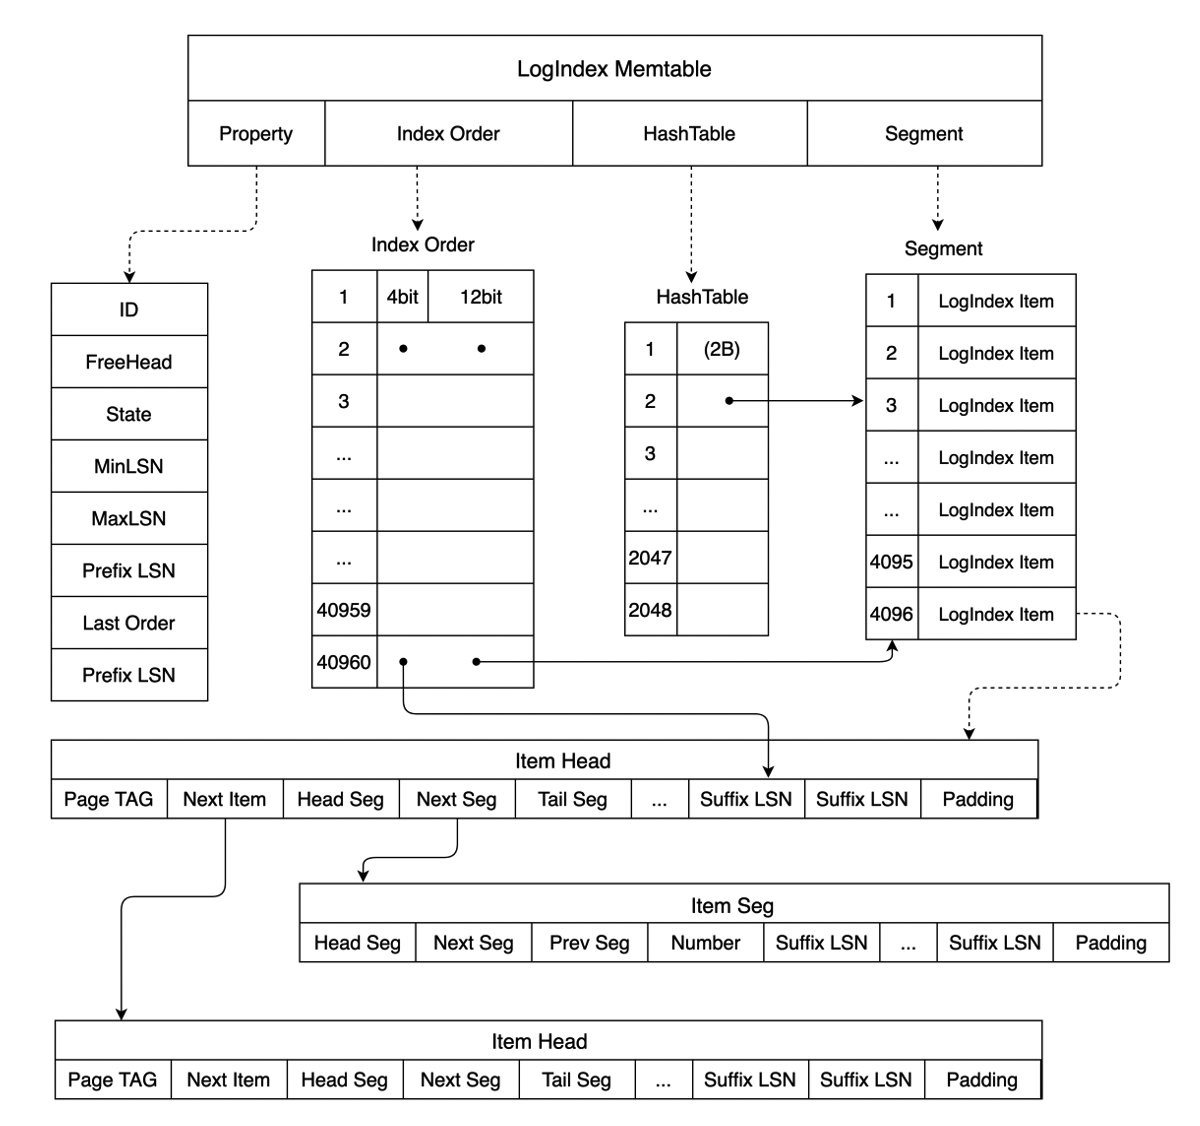 LogIndex Memtable
Property Index Order HashTable Segment
Index Order
1 4bit 12bit
2
3
...
...
...
40959
40960
HashTable
1 (2B)
2
3
...
2047
2048
Segment
1 LogIndex Item
2 LogIndex Item
3 LogIndex Item
... LogIndex Item
... LogIndex Item
4095 LogIndex Item
4096 LogIndex Item
ID
FreeHead
State
MinLSN
MaxLSN
Prefix LSN
Last Order
Prefix LSN
Item Head
Page TAG Next Item Head Seg Next Seg Tail Seg ... Suffix LSN Suffix LSN Padding
Item Seg
Head Seg Next Seg Prev Seg Number Suffix LSN ... Suffix LSN Padding
Item Head
Page TAG Next Item Head Seg Next Seg Tail Seg ... Suffix LSN Suffix LSN Padding